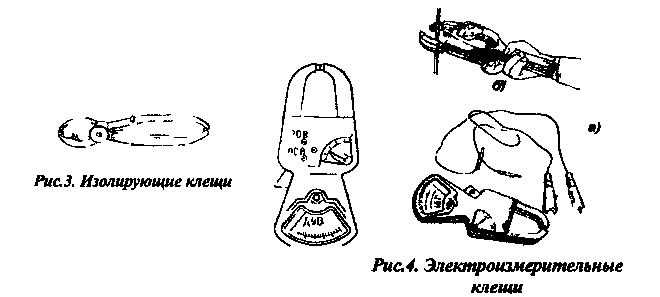 б)
а)
Рис.3. Изолирующие клещи
Рис.4. Электроизмерительные
клещи